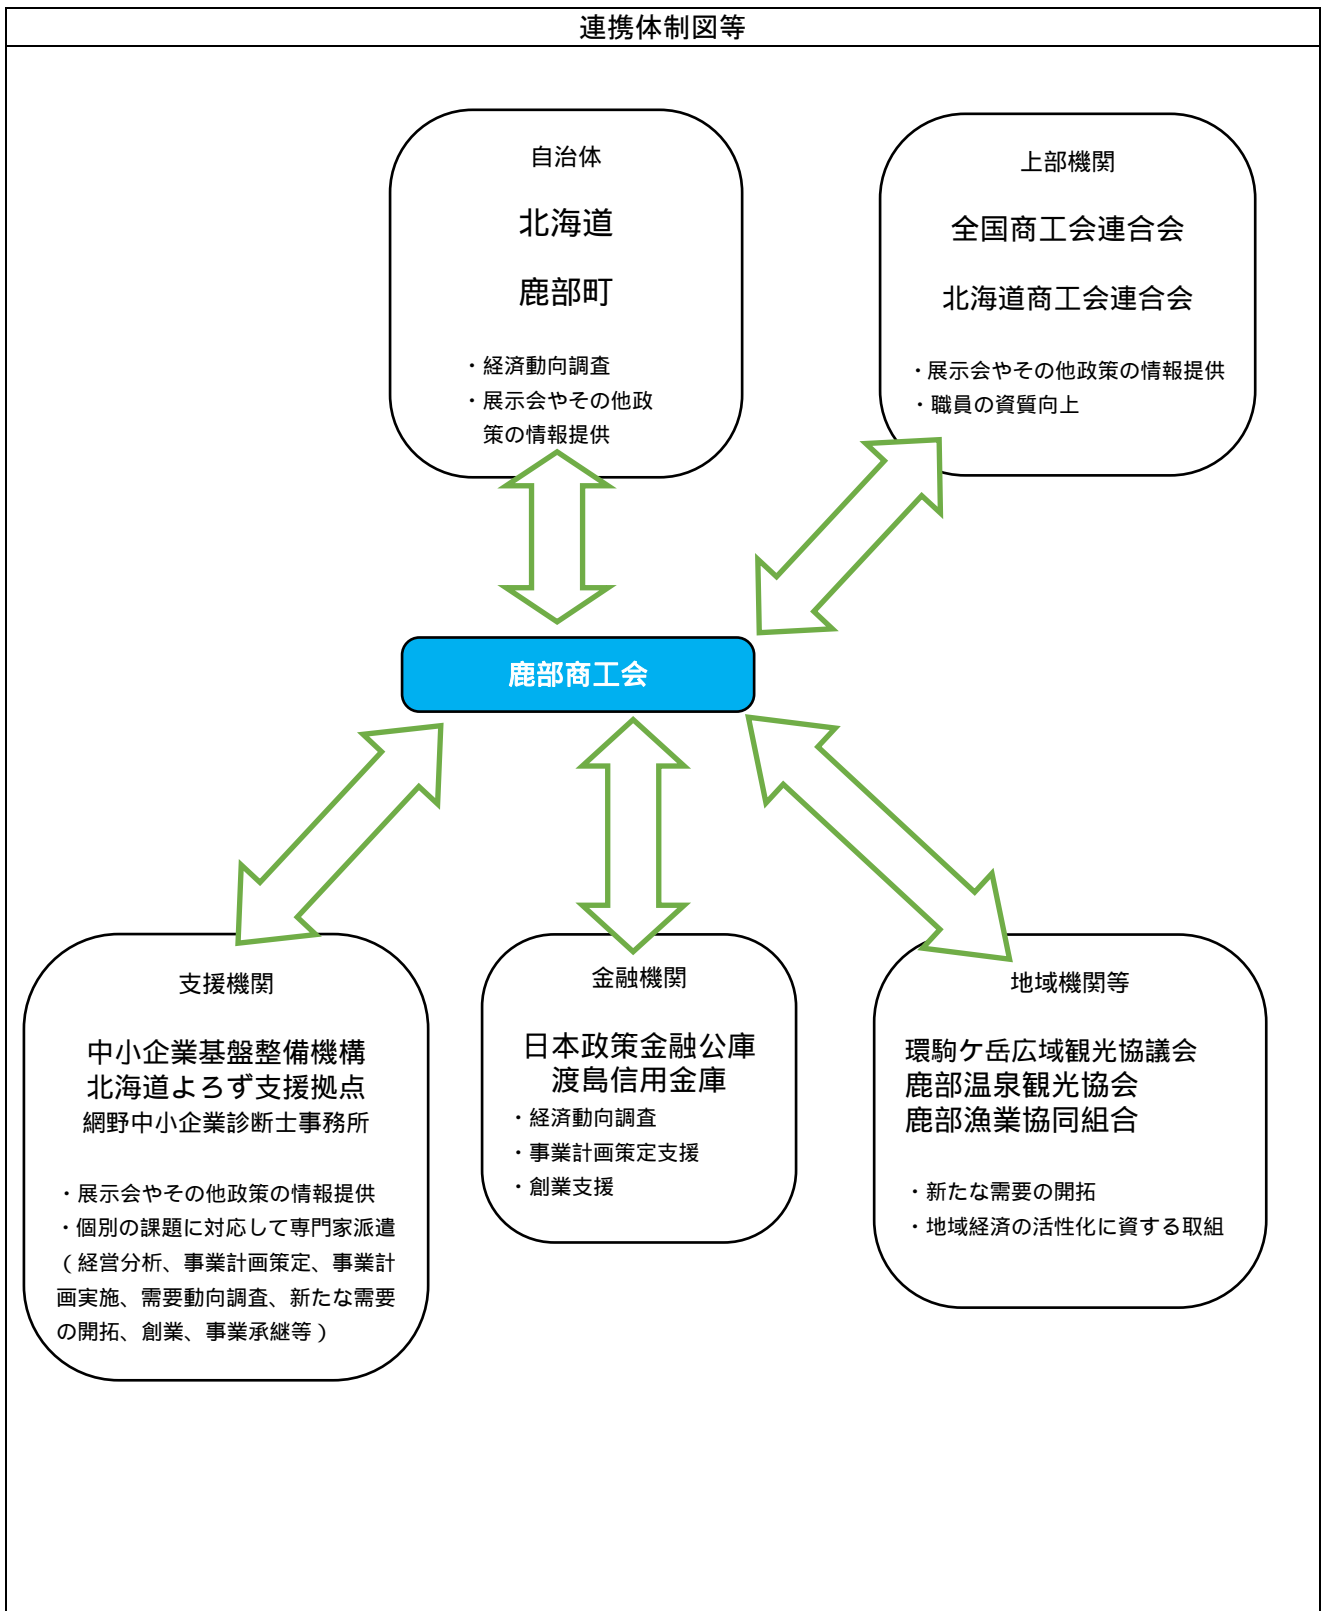 連携体制図等
自治体
北海道
鹿部町
・経済動向調査
・展示会やその他政
策の情報提供
上部機関
全国商工会連合会
北海道商工会連合会
・展示会やその他政策の情報提供
・職員の資質向上
鹿部商工会
支援機関
中小企業基盤整備機構
北海道よろず支援拠点
網野中小企業診断士事務所
・展示会やその他政策の情報提供
・個別の課題に対応して専門家派遣
（経営分析、事業計画策定、事業計
画実施、需要動向調査、新たな需要
の開拓、創業、事業承継等）
金融機関
日本政策金融公庫
渡島信用金庫
・経済動向調査
・事業計画策定支援
・創業支援
地域機関等
環駒ケ岳広域観光協議会
鹿部温泉観光協会
鹿部漁業協同組合
・新たな需要の開拓
・地域経済の活性化に資する取組